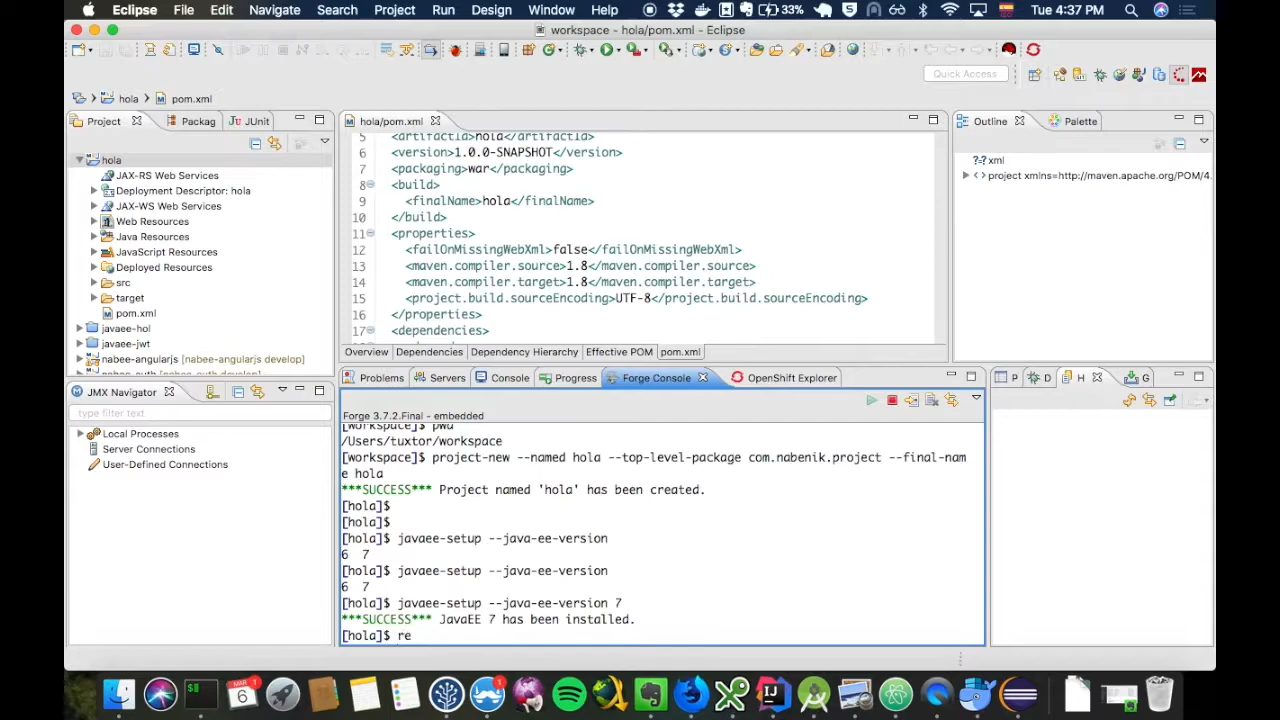 Eclipse File Edit Navigate Search Project Run Design Window Help 33% Tue 4:37 PM
workspace - hola/pom.xml - Eclipse
Quick Access
hola pom.xml
Project Packag JUnit
hola
JAX-RS Web Services
Deployment Descriptor: hola
JAX-WS Web Services
Web Resources
Java Resources
JavaScript Resources
Deployed Resources
src
target
pom.xml
javaee-hol
javaee-jwt
nabee-angularjs [nabee-angularjs develop]
JMX Navigator
type filter text
Local Processes
Server Connections
User-Defined Connections
hola/pom.xml
5 <artifactId>hola</artifactId>
6 <version>1.0.0-SNAPSHOT</version>
7 <packaging>war</packaging>
8 <build>
9 <finalName>hola</finalName>
10 </build>
11 <properties>
12 <failOnMissingWebXml>false</failOnMissingWebXml>
13 <maven.compiler.source>1.8</maven.compiler.source>
14 <maven.compiler.target>1.8</maven.compiler.target>
15 <project.build.sourceEncoding>UTF-8</project.build.sourceEncoding>
16 </properties>
17 <dependencies>
Overview Dependencies Dependency Hierarchy Effective POM pom.xml
Outline Palette
xml
project xmlns=http://maven.apache.org/POM/4.
Problems Servers Console Progress Forge Console OpenShift Explorer
Forge 3.7.2.Final - embedded
[workspace]$ pwd
/Users/tuxtor/workspace
[workspace]$ project-new --named hola --top-level-package com.nabenik.project --final-nam
e hola
***SUCCESS*** Project named 'hola' has been created.
[hola]$
[hola]$
[hola]$ javaee-setup --java-ee-version
6 7
[hola]$ javaee-setup --java-ee-version
6 7
[hola]$ javaee-setup --java-ee-version 7
***SUCCESS*** JavaEE 7 has been installed.
[hola]$ re
P D H G
MAR 1
6
1